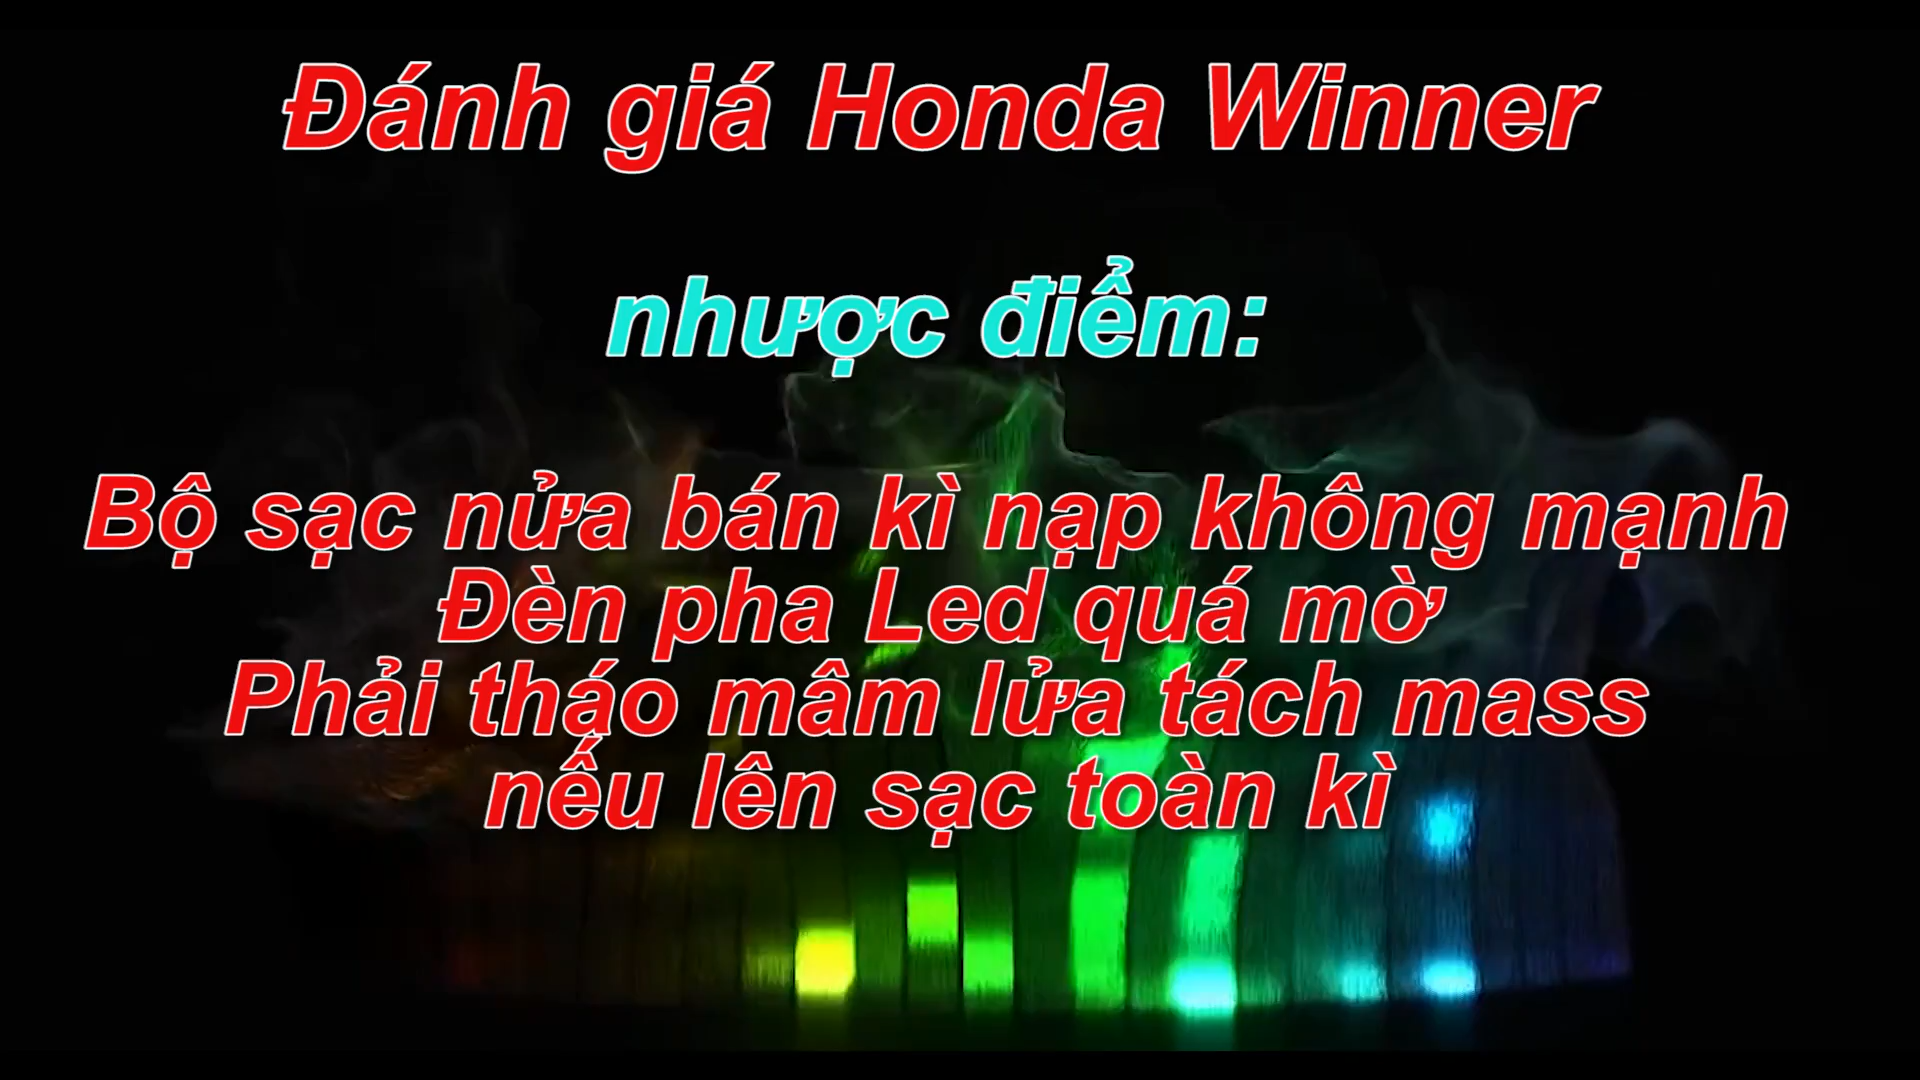 Đánh giá Honda Winner
nhược điểm:
Bộ sạc nửa bán kì nạp không mạnh
Đèn pha Led quá mờ
Phải tháo mâm lửa tách mass
nếu lên sạc toàn kì